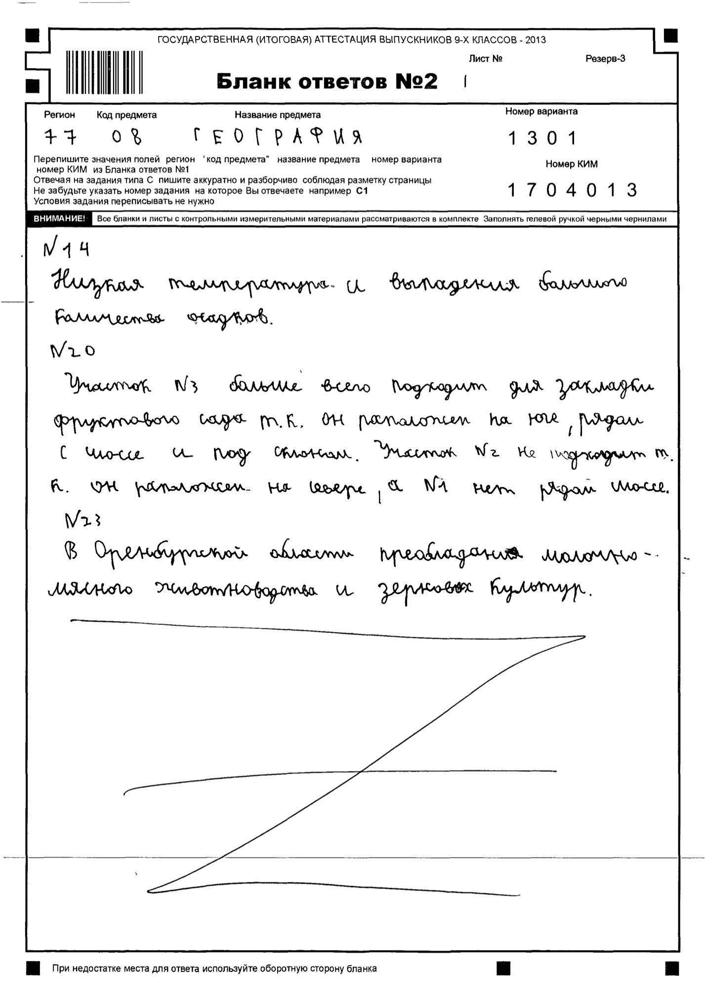 ГОСУДАРСТВЕННАЯ (ИТОГОВАЯ) АТТЕСТАЦИЯ ВЫПУСКНИКОВ 9-Х КЛАССОВ - 2013
Лист № Резерв-3
Бланк ответов №2 1
Регион Код предмета Название предмета Номер варианта
77 08 ГЕОГРАФИЯ 1301
Перепишите значения полей регион ‘код предмета" название предмета номер варианта
номер КИМ из Бланка ответов №1
Номер КИМ
Отвечая на задания типа С пишите аккуратно и разборчиво соблюдая разметку страницы
Не забудьте указать номер задания на которое Вы отвечаете например С1
1704013
Условия задания переписывать не нужно
ВНИМАНИЕ! Все бланки и листы с контрольными измерительными материалами рассматриваются в комплекте Заполнять гелевой ручкой черными чернилами
N14
Низкая температура и выпадения большого
количества осадков.
N20
Участок N3 больше всего подходит для закладки
фруктового сада т.к. он расположен на юге, рядом
с шоссе и под склоном. Участок N2 не подходит т.
к. он расположен на севере, а N1 нет рядом шоссе.
N23
В Оренбургской области преобладания молочно-
мясного животноводства и зерновых культур.
При недостатке места для ответа используйте оборотную сторону бланка